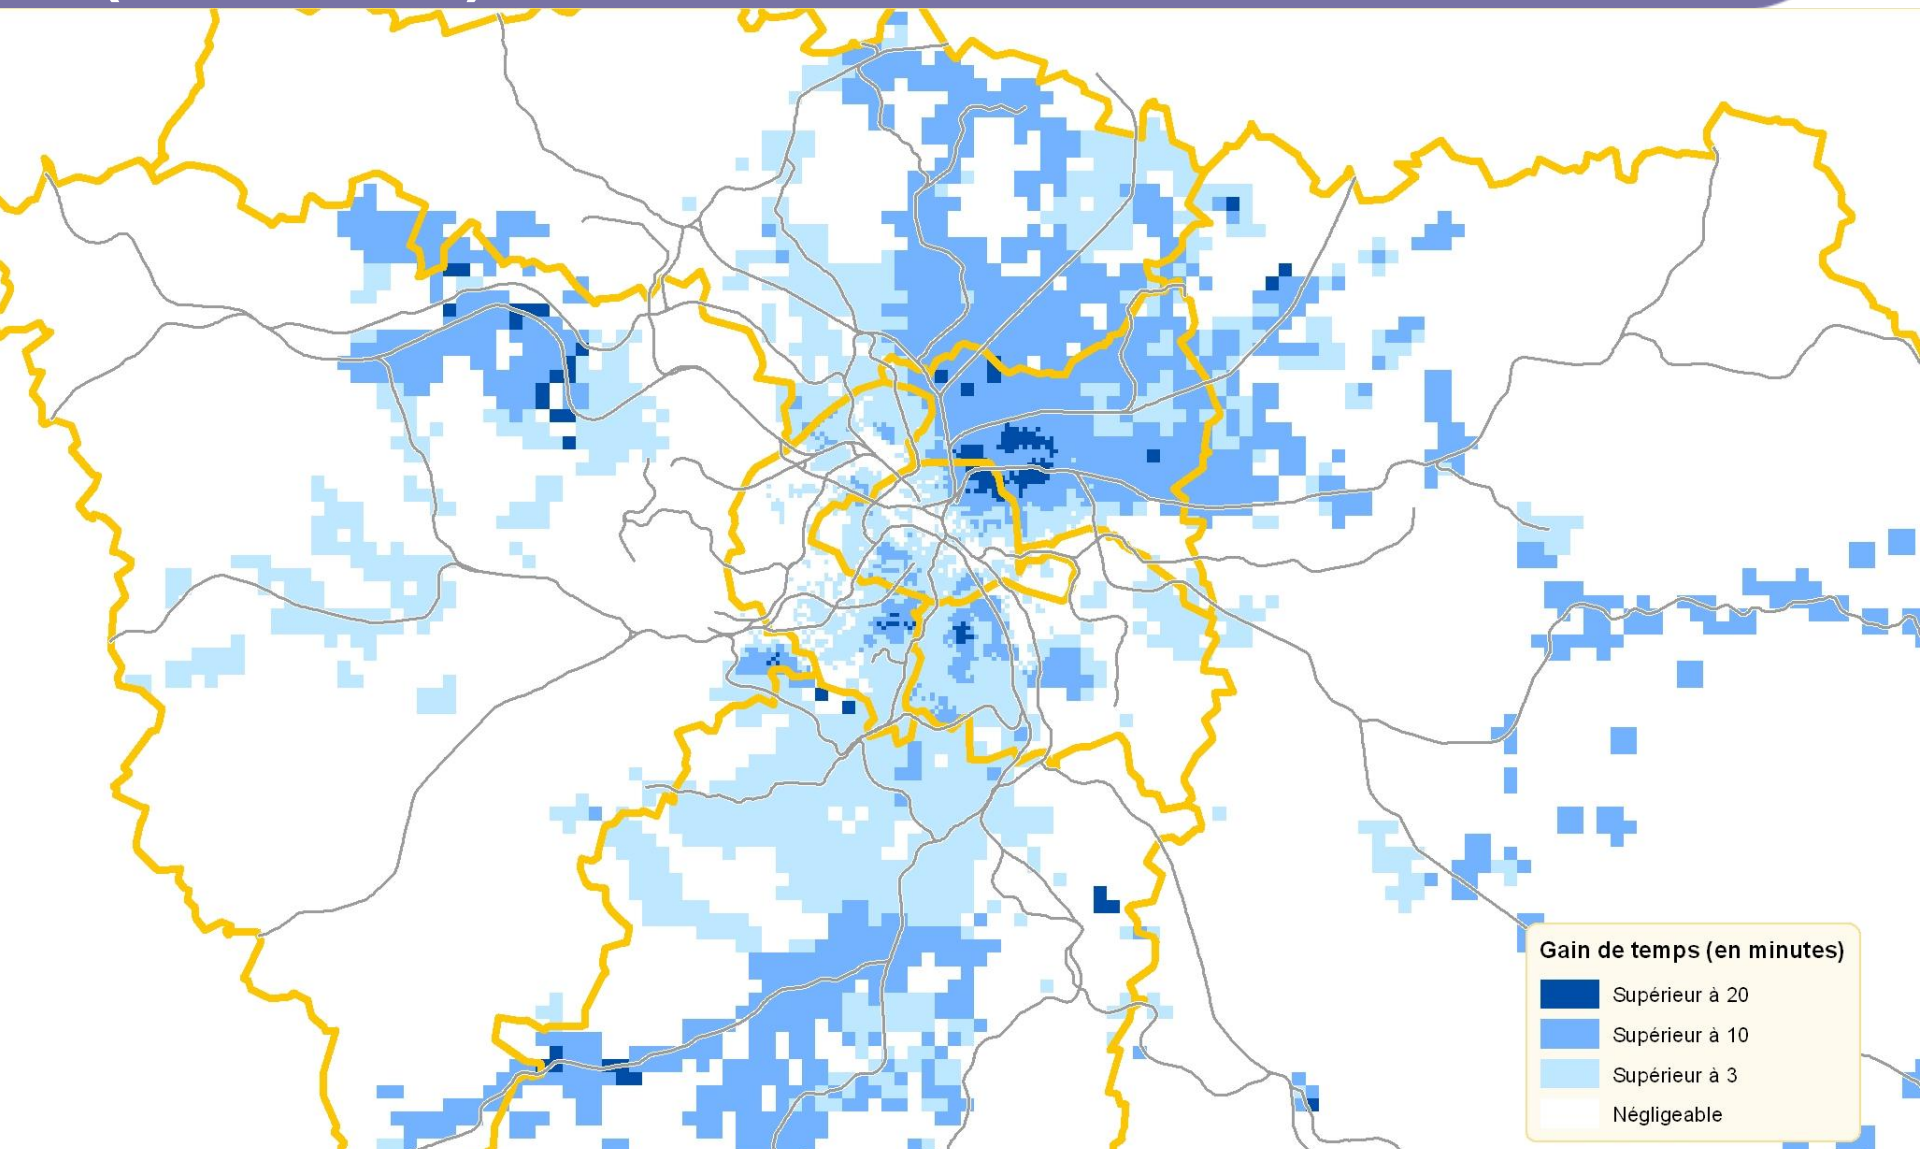 Gain de temps (en minutes)
Supérieur à 20
Supérieur à 10
Supérieur à 3
Négligeable